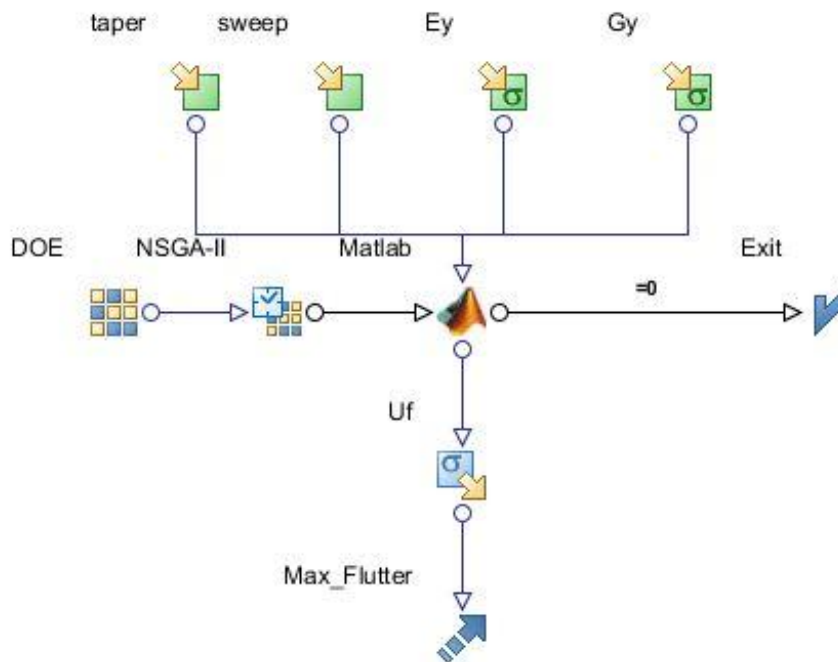 taper sweep Ey Gy
σ σ
DOE NSGA-II Matlab Exit
=0
Uf
σ
Max_Flutter